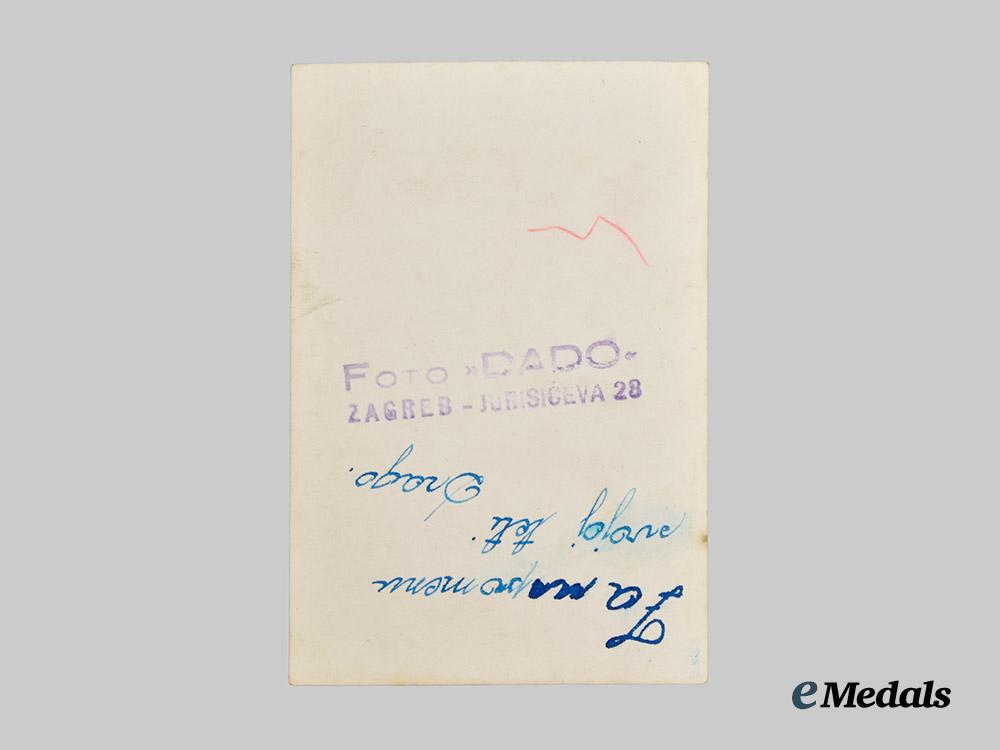 FOTO »DADO«
ZAGREB - JURIŠIĆEVA 28
Za uspomenu
svojoj teti
Drago.
eMedals